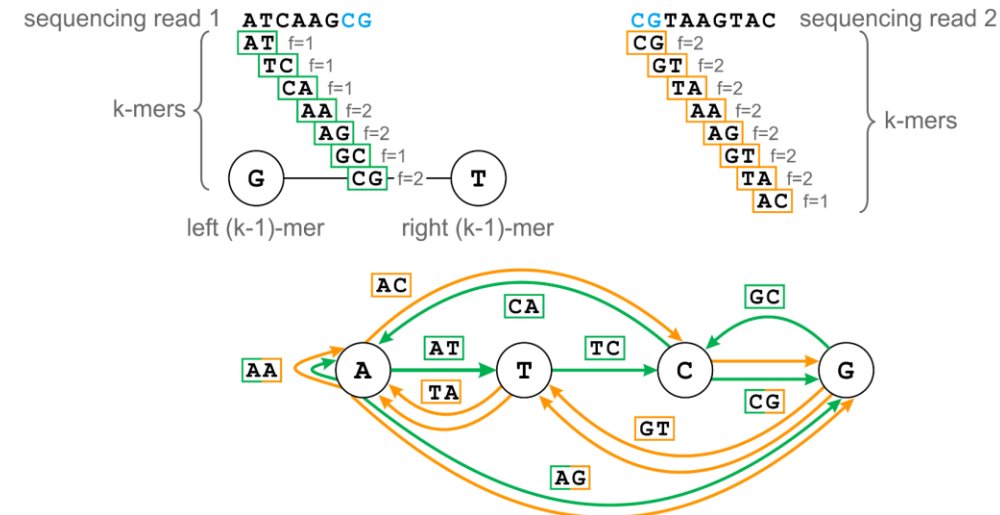 sequencing read 1 ATCAAGCG
CGTAAGTAC sequencing read 2
AT f=1
TC f=1
CA f=1
AA f=2
AG f=2
GC f=1
CG f=2
k-mers
G
T
left (k-1)-mer
right (k-1)-mer
CG f=2
GT f=2
TA f=2
AA f=2
AG f=2
GT f=2
TA f=2
AC f=1
k-mers
AC
CA
GC
AT
TC
AA
A
T
C
G
TA
CG
GT
AG